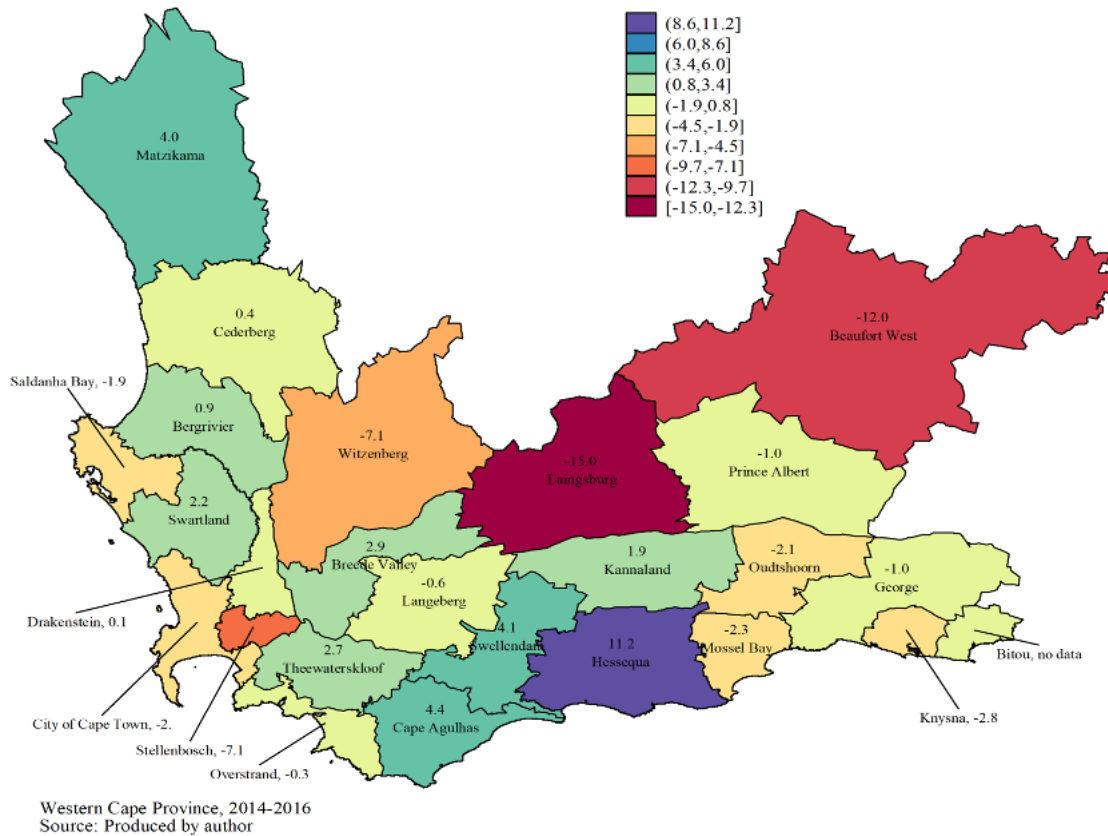 (8.6,11.2]
(6.0,8.6]
(3.4,6.0]
(0.8,3.4]
(-1.9,0.8]
(-4.5,-1.9]
(-7.1,-4.5]
(-9.7,-7.1]
(-12.3,-9.7]
[-15.0,-12.3]
4.0
Matzikama
0.4
Cederberg
-12.0
Beaufort West
Saldanha Bay, -1.9
0.9
Bergrivier
-7.1
Witzenberg
-15.0
Laingsburg
-1.0
Prince Albert
2.2
Swartland
2.9
Breede Valley
1.9
Kannaland
-2.1
Oudtshoorn
-0.6
Langeberg
-1.0
George
Drakenstein, 0.1
4.1
Swellendam
2.7
Theewaterskloof
11.2
Hessequa
-2.3
Mossel Bay
Bitou, no data
4.4
Cape Agulhas
City of Cape Town, -2.
Knysna, -2.8
Stellenbosch, -7.1
Overstrand, -0.3
Western Cape Province, 2014-2016
Source: Produced by author